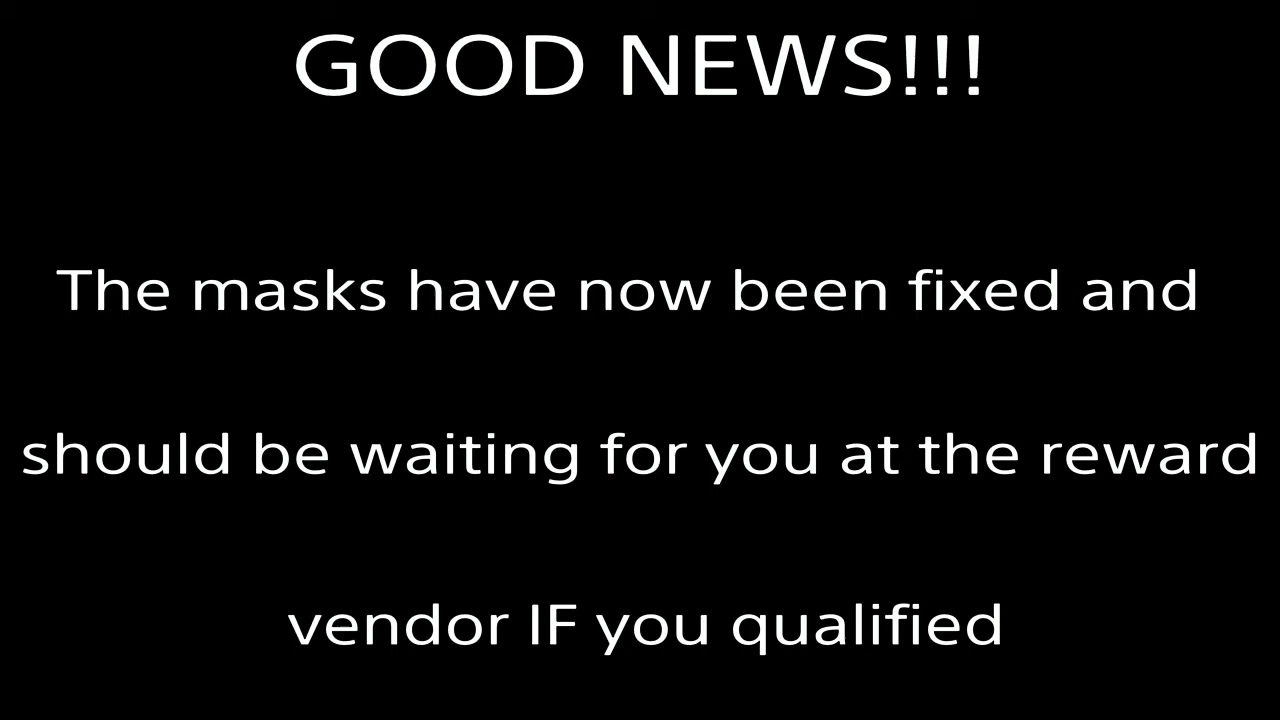 GOOD NEWS!!!
The masks have now been fixed and
should be waiting for you at the reward
vendor IF you qualified